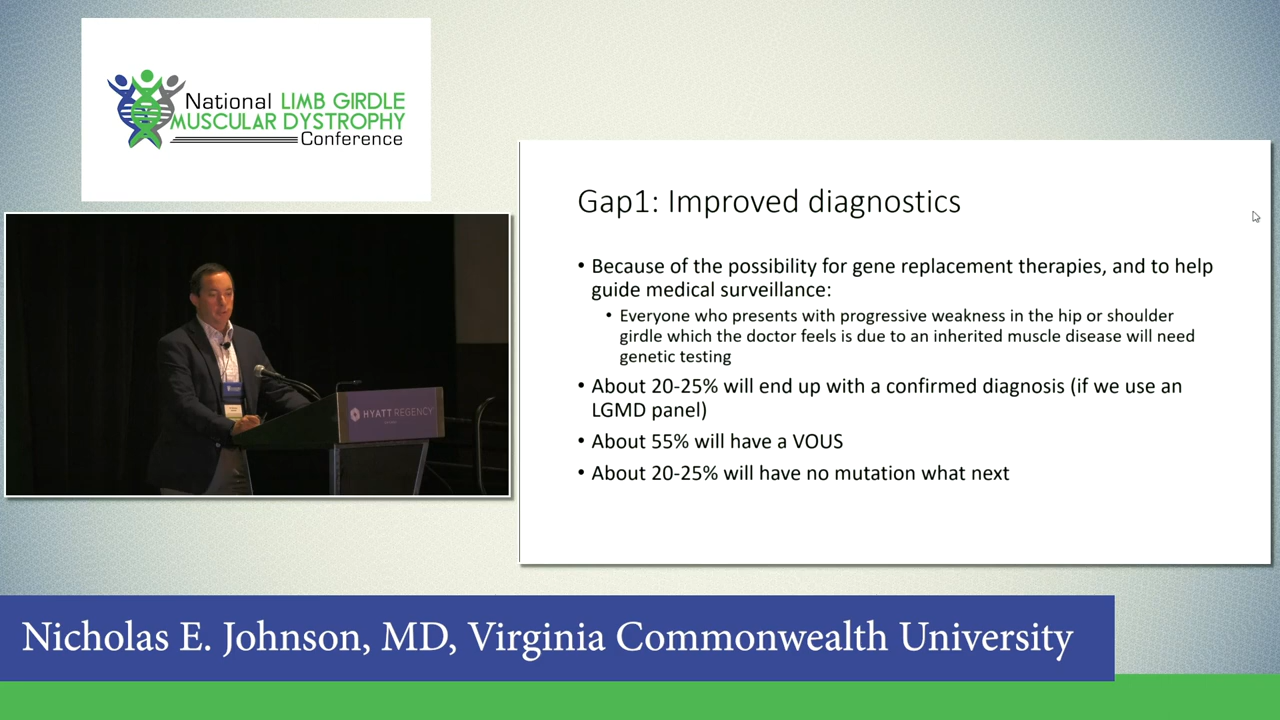 National LIMB GIRDLE
MUSCULAR DYSTROPHY
Conference
Gap1: Improved diagnostics
• Because of the possibility for gene replacement therapies, and to help
guide medical surveillance:
• Everyone who presents with progressive weakness in the hip or shoulder
girdle which the doctor feels is due to an inherited muscle disease will need
genetic testing
• About 20-25% will end up with a confirmed diagnosis (if we use an
LGMD panel)
• About 55% will have a VOUS
• About 20-25% will have no mutation what next
HYATT REGENCY
Nicholas E. Johnson, MD, Virginia Commonwealth University